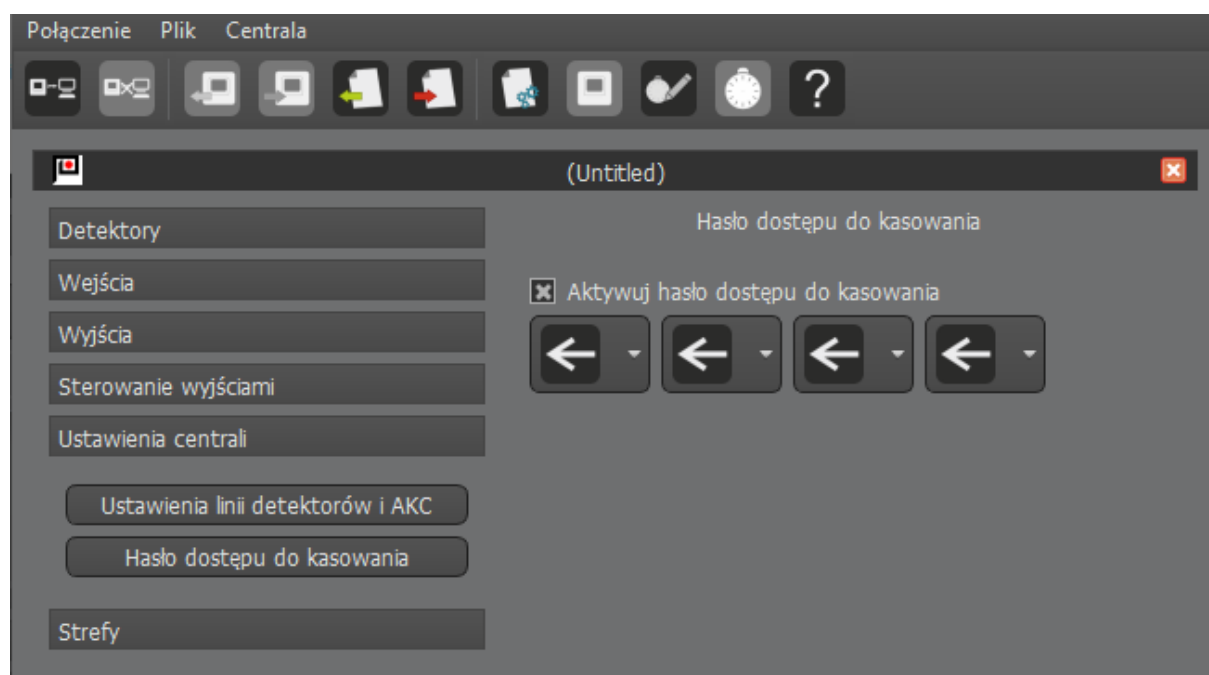 Połączenie Plik Centrala
?
(Untitled)
Detektory
Wejścia
Wyjścia
Sterowanie wyjściami
Ustawienia centrali
Ustawienia linii detektorów i AKC
Hasło dostępu do kasowania
Strefy
Hasło dostępu do kasowania
Aktywuj hasło dostępu do kasowania